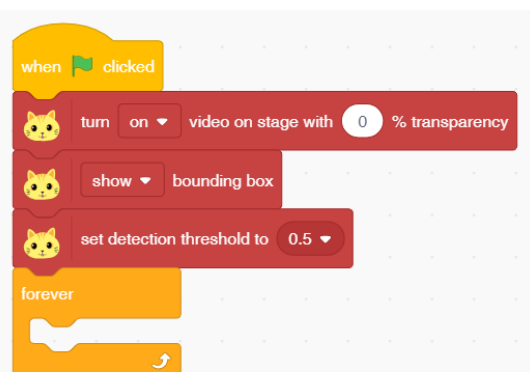 when clicked
turn on video on stage with 0 % transparency
show bounding box
set detection threshold to 0.5
forever